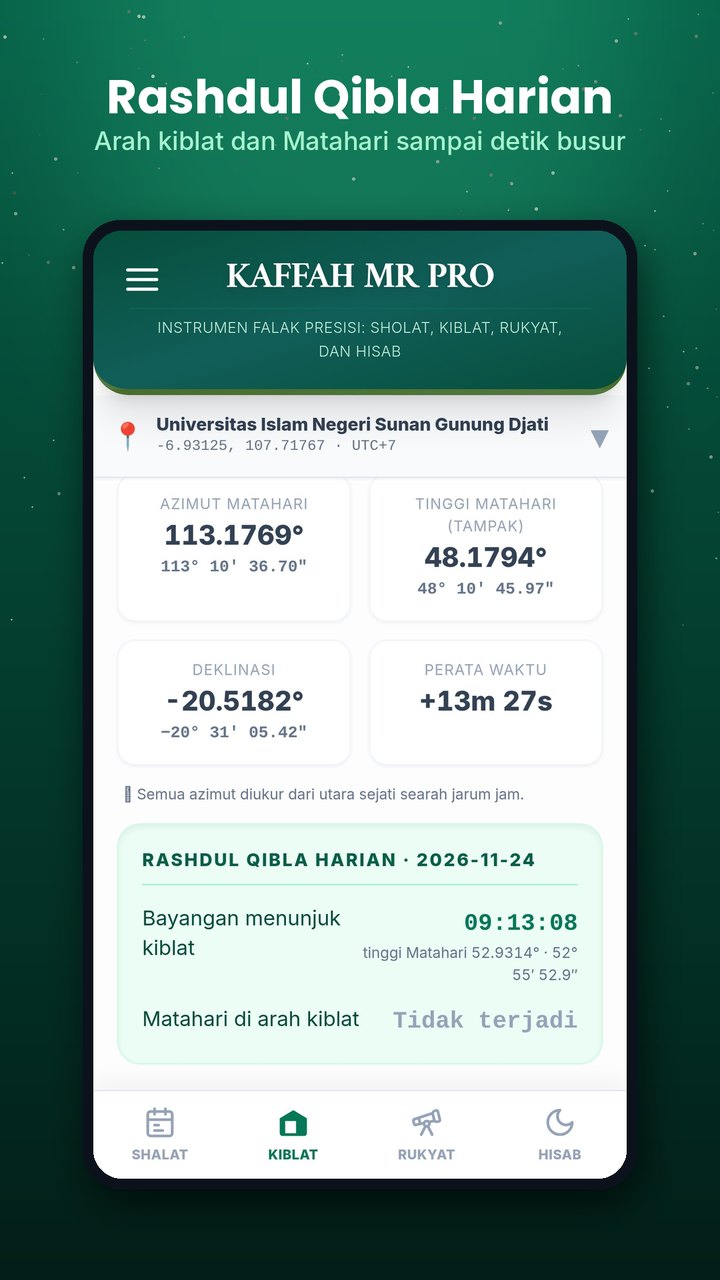 Rashdul Qibla Harian
Arah kiblat dan Matahari sampai detik busur
KAFFAH MR PRO
INSTRUMEN FALAK PRESISI: SHOLAT, KIBLAT, RUKYAT,
DAN HISAB
Universitas Islam Negeri Sunan Gunung Djati
-6.93125, 107.71767 · UTC+7
AZIMUT MATAHARI
113.1769°
113° 10' 36.70"
TINGGI MATAHARI
(TAMPAK)
48.1794°
48° 10' 45.97"
DEKLINASI
-20.5182°
−20° 31' 05.42"
PERATA WAKTU
+13m 27s
Semua azimut diukur dari utara sejati searah jarum jam.
RASHDUL QIBLA HARIAN · 2026-11-24
Bayangan menunjuk
kiblat
09:13:08
tinggi Matahari 52.9314° · 52°
55′ 52.9″
Matahari di arah kiblat
Tidak terjadi
SHALAT
KIBLAT
RUKYAT
HISAB